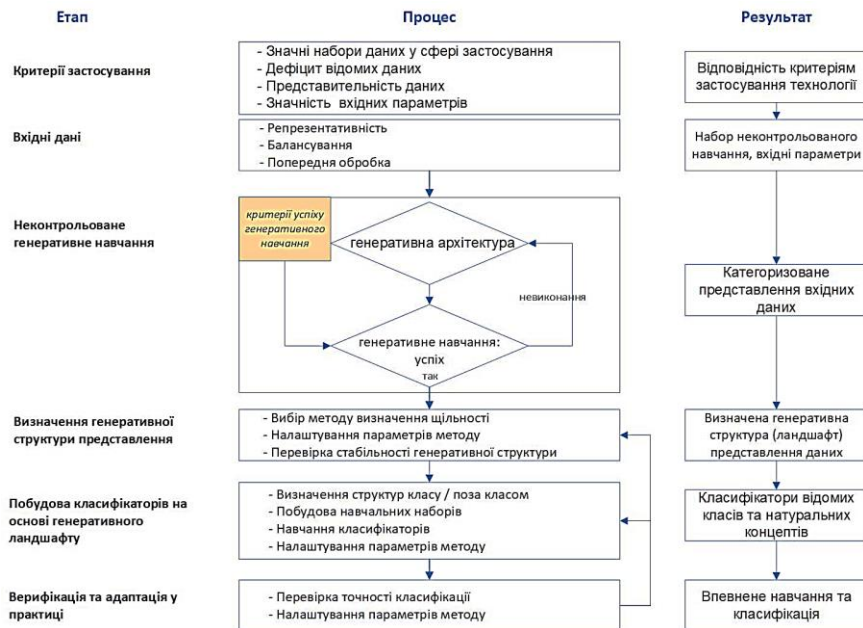 Етап
Процес
Результат
Критерії застосування
- Значні набори даних у сфері застосування
- Дефіцит відомих даних
- Представительність даних
- Значність вхідних параметрів
Відповідність критеріям
застосування технології
Вхідні дані
- Репрезентативність
- Балансування
- Попередня обробка
Набор неконтрольованого
навчання, вхідні параметри
Неконтрольоване
генеративне навчання
критерії успіху
генеративного
навчання
генеративна архітектура
невиконання
генеративне навчання:
успіх
так
Категоризоване
представлення вхідних
даних
Визначення генеративної
структури представлення
- Вибір методу визначення щільності
- Налаштування параметрів методу
- Перевірка стабільності генеративної структури
Визначена генеративна
структура (ландшафт)
представлення даних
Побудова класифікаторів на
основі генеративного
ландшафту
- Визначення структур класу / поза класом
- Побудова навчальних наборів
- Навчання класифікаторів
- Налаштування параметрів методу
Класифікатори відомих
класів та натуральних
концептів
Верифікація та адаптація у
практиці
- Перевірка точності класифікації
- Налаштування параметрів методу
Впевнене навчання та
класифікація